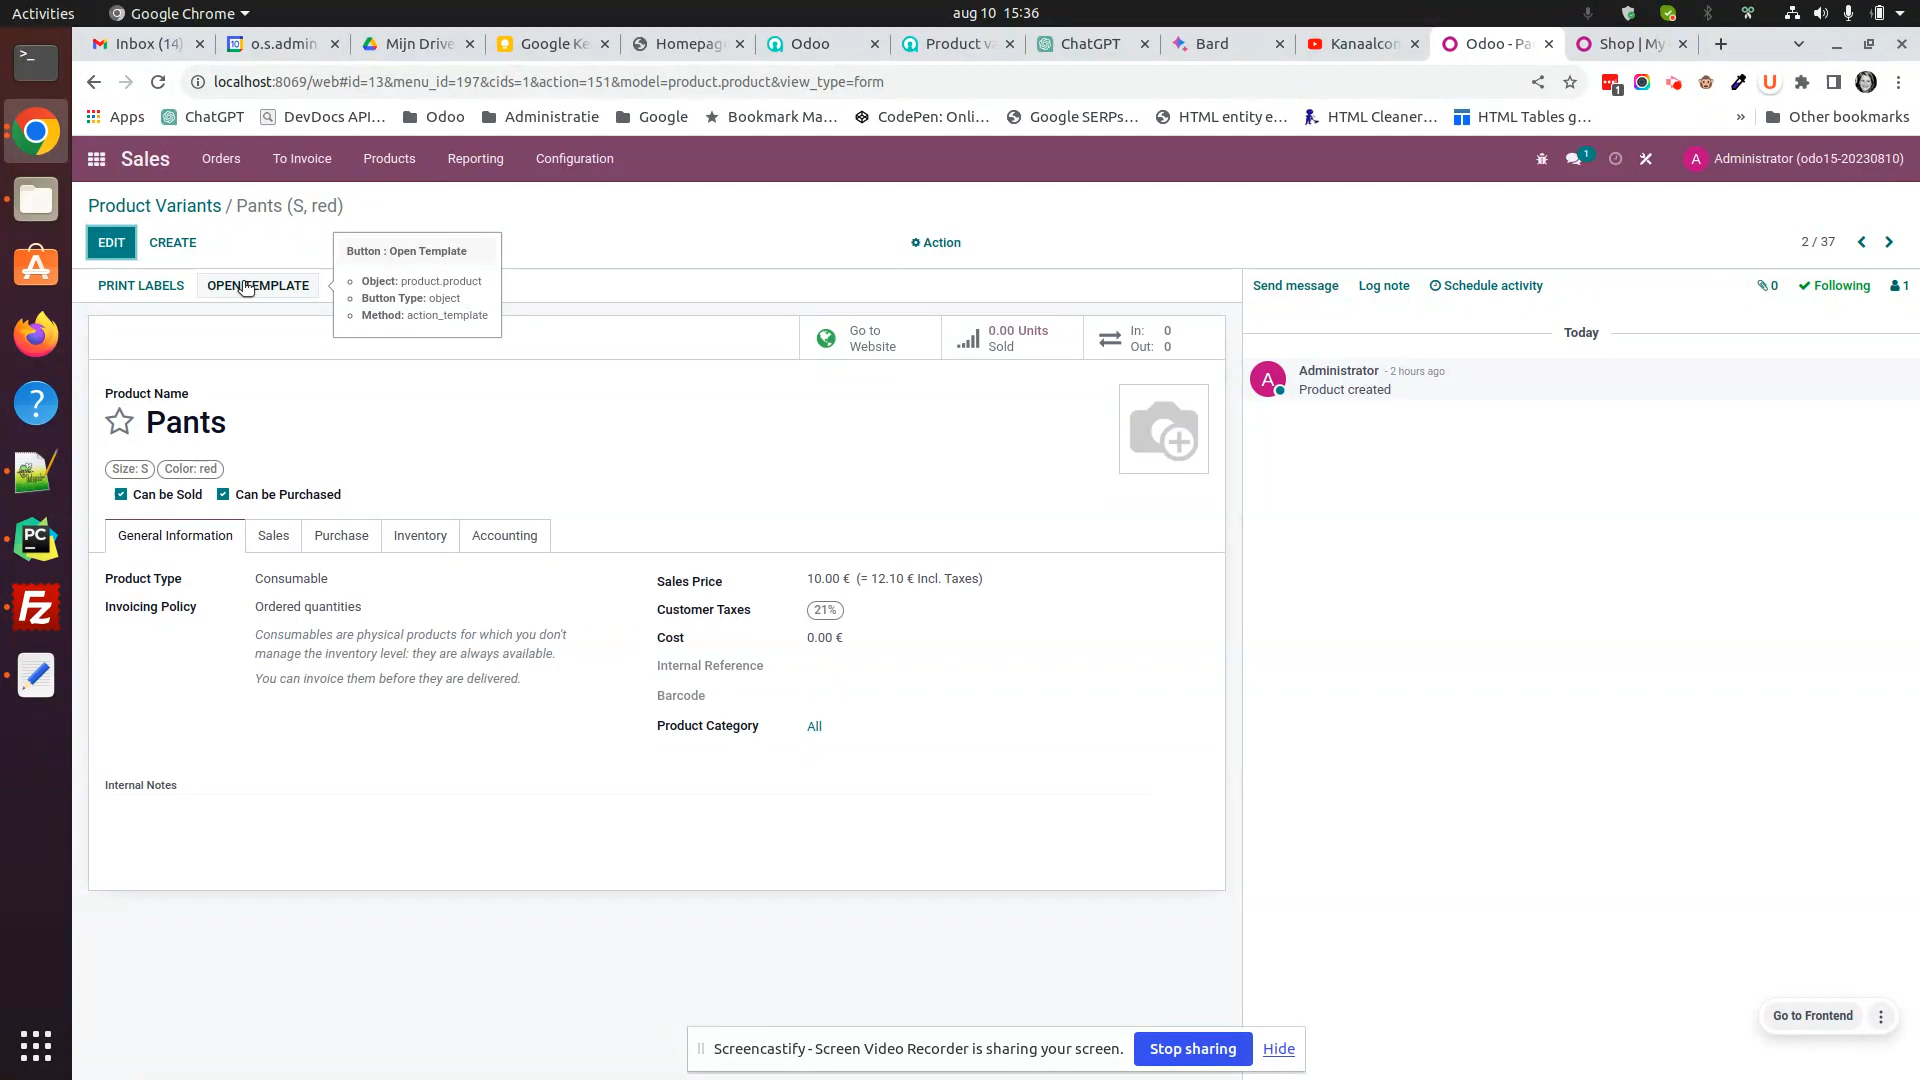 Activities
Google Chrome
aug 10 15:36
Inbox (14)
o.s.admin
Mijn Drive
Google Ke
Homepag
Odoo
Product va
ChatGPT
Bard
Kanaalcon
Odoo - Pa
Shop | My
localhost:8069/web#id=13&menu_id=197&cids=1&action=151&model=product.product&view_type=form
1
Apps
ChatGPT
DevDocs API...
Odoo
Administratie
Google
Bookmark Ma...
CodePen: Onli...
Google SERPs...
HTML entity e...
HTML Cleaner...
HTML Tables g...
»
Other bookmarks
Sales
Orders
To Invoice
Products
Reporting
Configuration
1
A
Administrator (odo15-20230810)
Product Variants / Pants (S, red)
EDIT
CREATE
Action
2 / 37
Button : Open Template
Object: product.product
Button Type: object
Method: action_template
PRINT LABELS
OPEN TEMPLATE
Send message
Log note
Schedule activity
0
Following
1
Go to
Website
0.00 Units
Sold
In: 0
Out: 0
Today
A
Administrator - 2 hours ago
Product created
Product Name
Pants
Size: S
Color: red
Can be Sold
Can be Purchased
General Information
Sales
Purchase
Inventory
Accounting
Product Type
Consumable
Invoicing Policy
Ordered quantities
Consumables are physical products for which you don't
manage the inventory level: they are always available.
You can invoice them before they are delivered.
Sales Price
10.00 € (= 12.10 € Incl. Taxes)
Customer Taxes
21%
Cost
0.00 €
Internal Reference
Barcode
Product Category
All
Internal Notes
Go to Frontend
Screencastify - Screen Video Recorder is sharing your screen.
Stop sharing
Hide